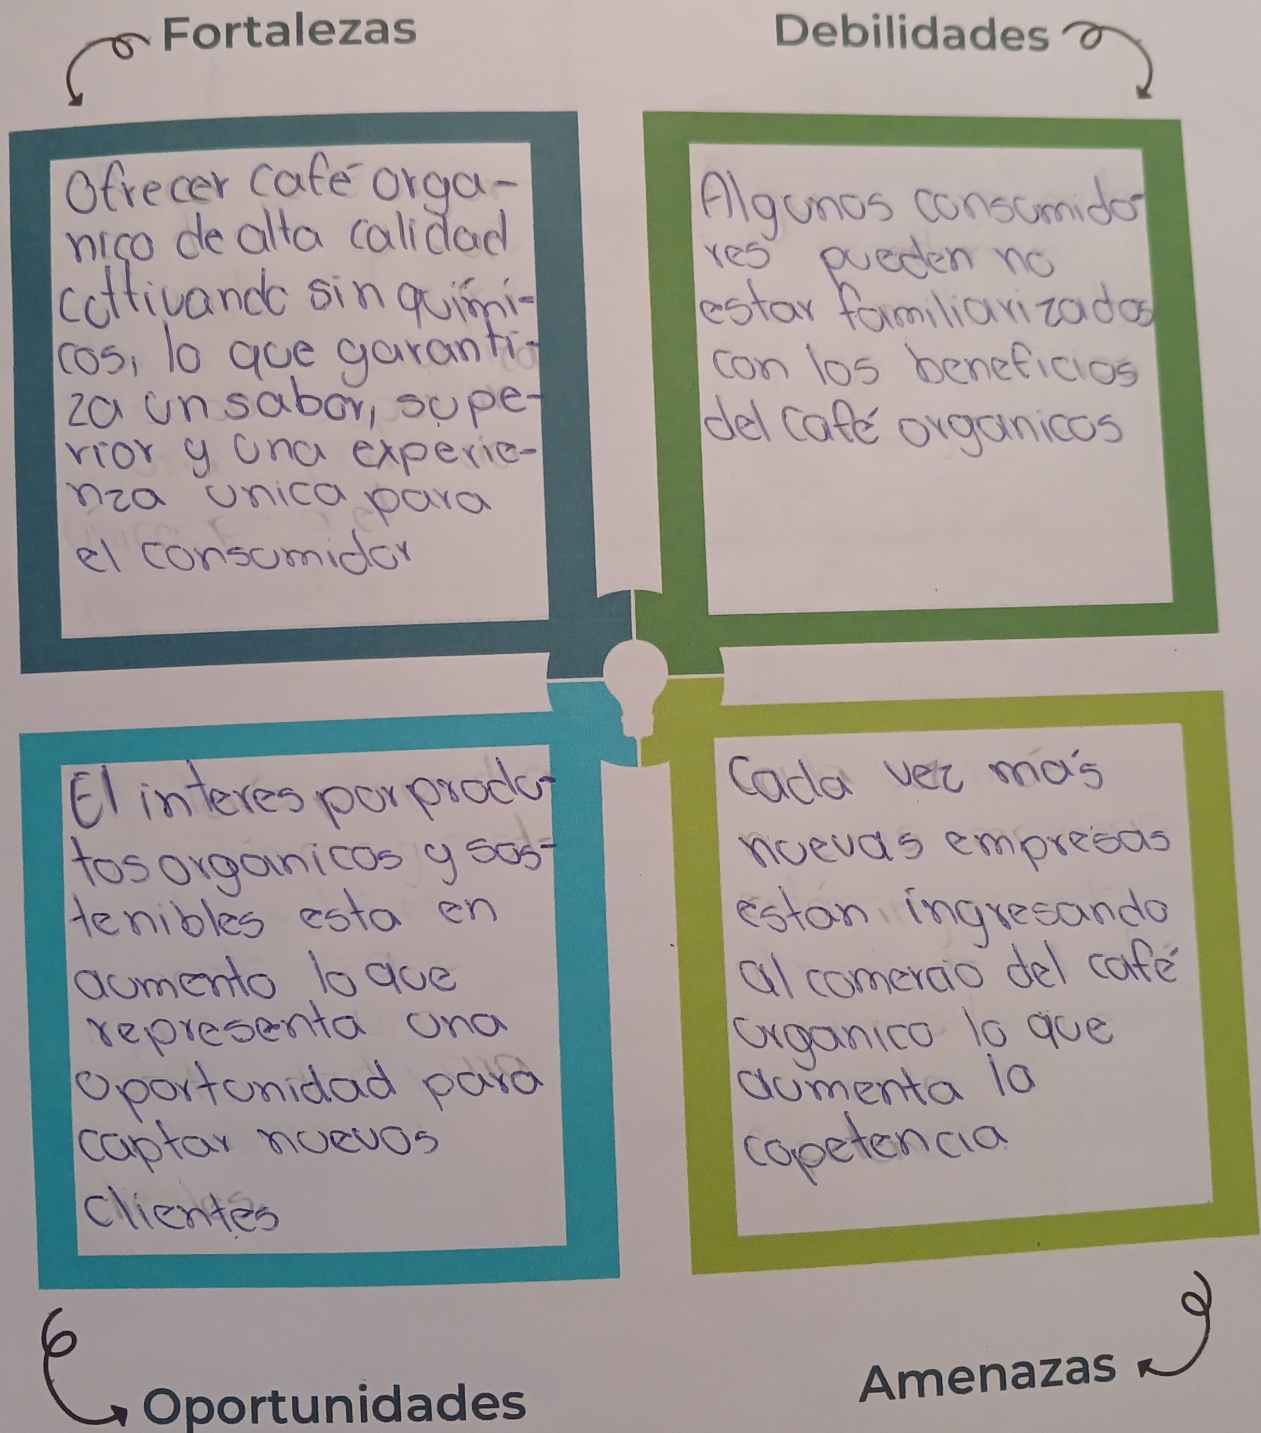 Fortalezas
Ofrecer café orga-
nico de alta calidad
cultivando sin quimi-
cos, lo que garanti-
za un sabor, supe-
rior y una experie-
nza unica para
el consumidor
Debilidades
Algunos consumido-
res pueden no
estar familiarizados
con los beneficios
del café organicos
El interes por produ-
tos organicos y sos-
tenibles esta en
aumento lo que
representa una
oportunidad para
captar nuevos
clientes
Oportunidades
Cada vez más
nuevas empresas
estan ingresando
al comercio del café
organico lo que
aumenta la
copetencia
Amenazas